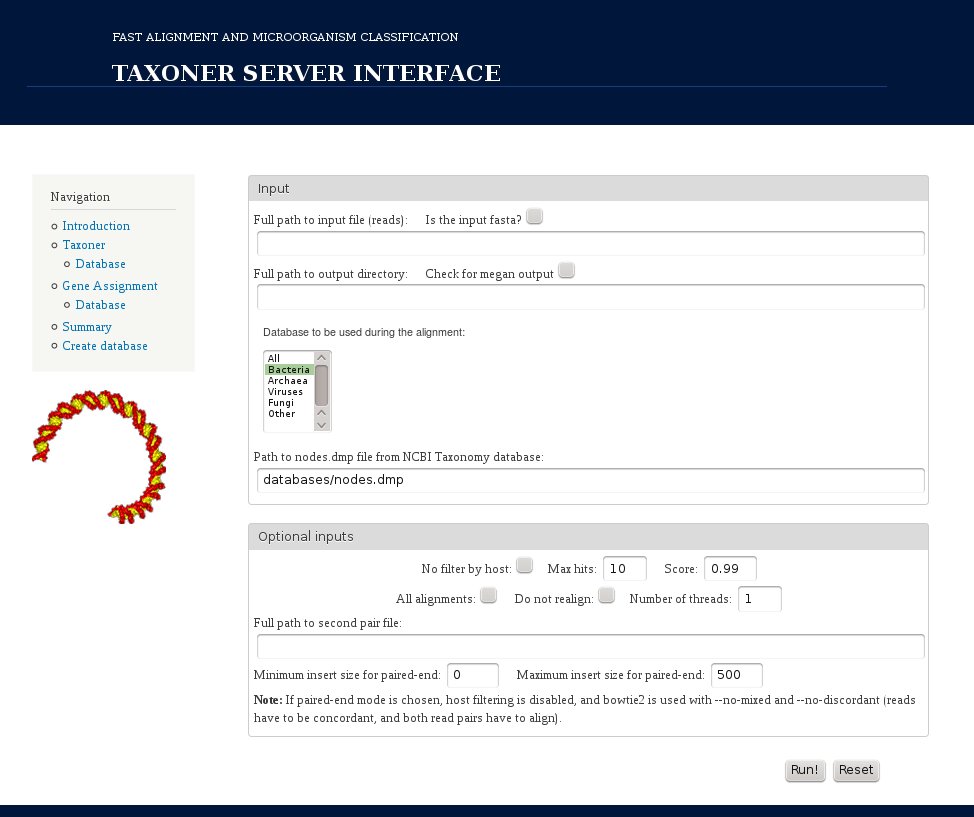 FAST ALIGNMENT AND MICROORGANISM CLASSIFICATION
TAXONER SERVER INTERFACE
Navigation
Introduction
Taxoner
Database
Gene Assignment
Database
Summary
Create database
Input
Full path to input file (reads): Is the input fasta?
Full path to output directory: Check for megan output
Database to be used during the alignment:
All
Bacteria
Archaea
Viruses
Fungi
Other
Path to nodes.dmp file from NCBI Taxonomy database:
databases/nodes.dmp
Optional inputs
No filter by host: Max hits: 10 Score: 0.99
All alignments: Do not realign: Number of threads: 1
Full path to second pair file:
Minimum insert size for paired-end: 0 Maximum insert size for paired-end: 500
Note: If paired-end mode is chosen, host filtering is disabled, and bowtie2 is used with --no-mixed and --no-discordant (reads
have to be concordant, and both read pairs have to align).
Run! Reset